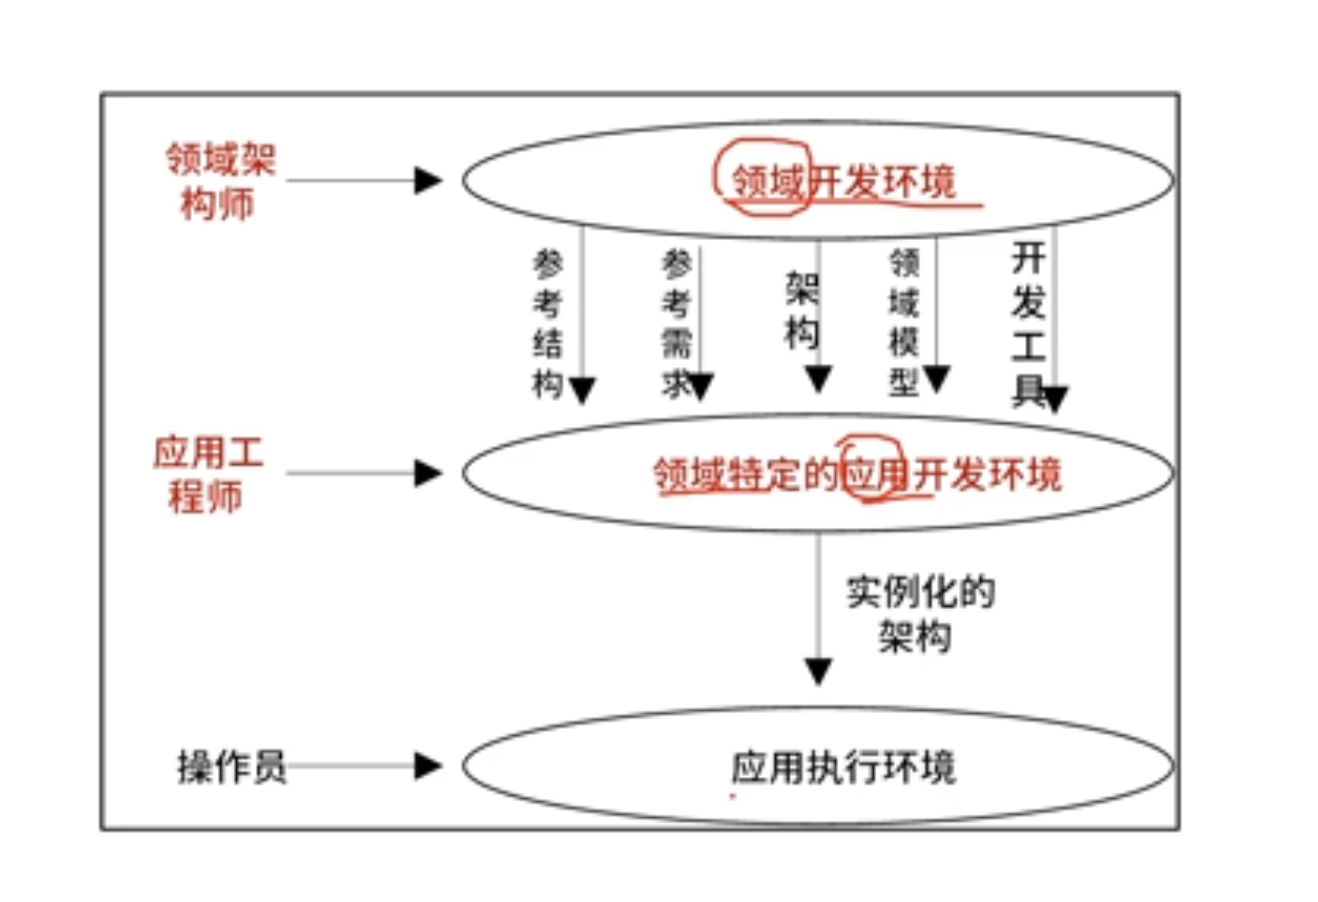 领域架
构师
领域开发环境
参考结构
参考需求
架构
领域模型
开发工具
应用工
程师
领域特定的应用开发环境
实例化的
架构
操作员
应用执行环境